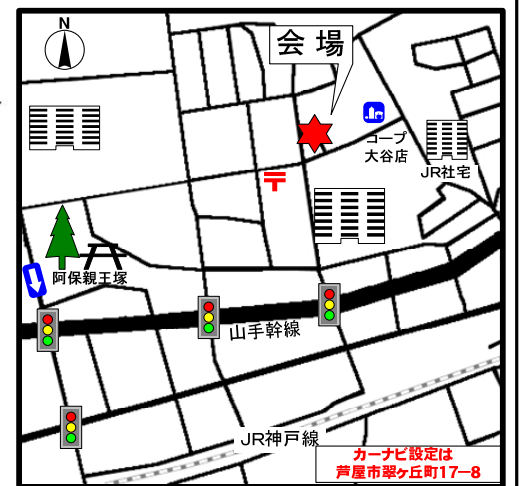 N
会場
コープ
大谷店
JR社宅
〒
阿保親王塚
山手幹線
JR神戸線
カーナビ設定は
芦屋市翠ヶ丘町17ー8